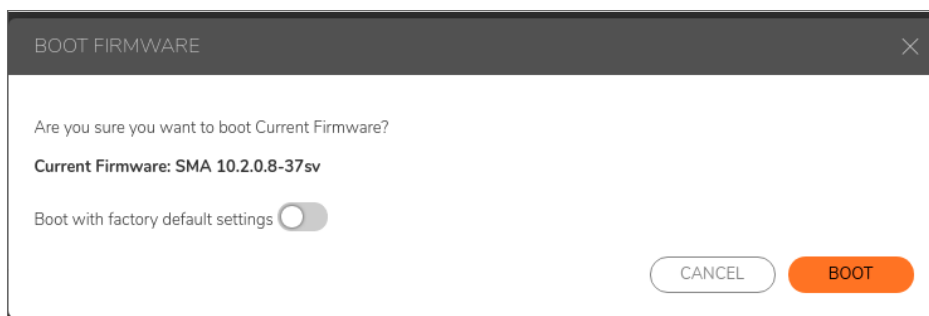 BOOT FIRMWARE
Are you sure you want to boot Current Firmware?
Current Firmware: SMA 10.2.0.8-37sv
Boot with factory default settings
CANCEL BOOT